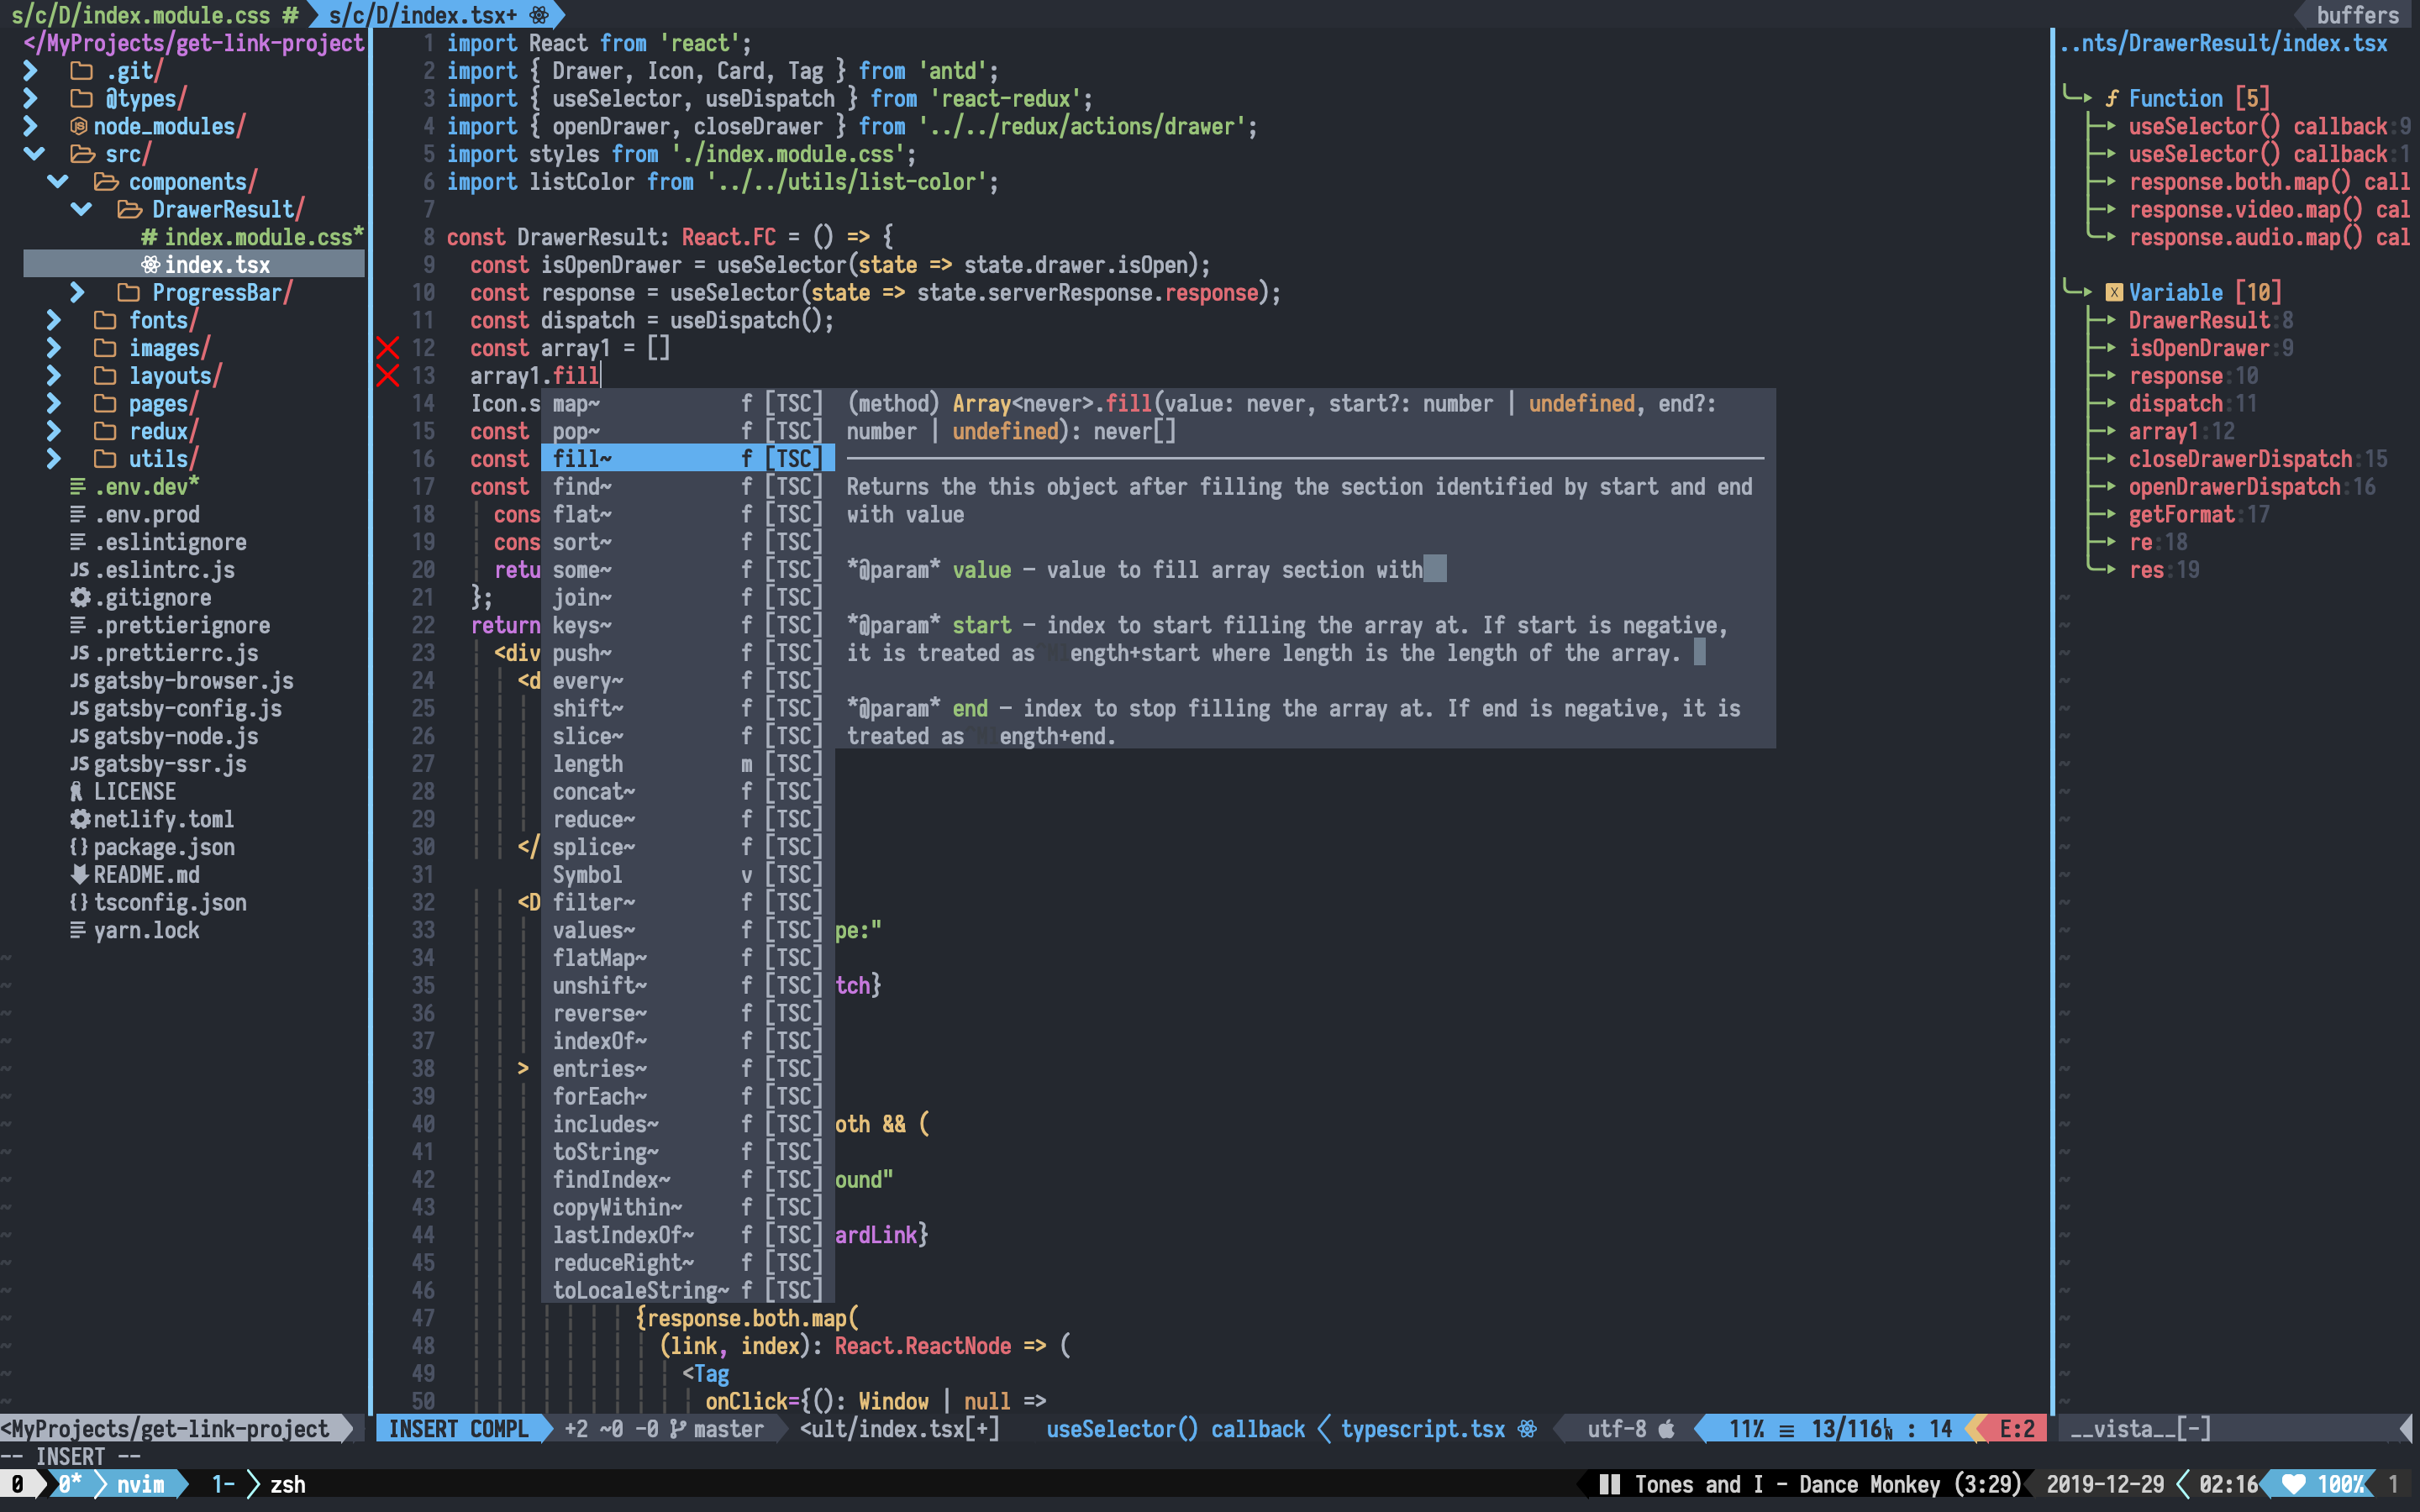 s/c/D/index.module.css # s/c/D/index.tsx+ buffers
</MyProjects/get-link-project
.git/
@types/
node_modules/
src/
components/
DrawerResult/
# index.module.css*
index.tsx
ProgressBar/
fonts/
images/
layouts/
pages/
redux/
utils/
.env.dev*
.env.prod
.eslintignore
JS .eslintrc.js
.gitignore
.prettierignore
JS .prettierrc.js
JS gatsby-browser.js
JS gatsby-config.js
JS gatsby-node.js
JS gatsby-ssr.js
LICENSE
netlify.toml
{} package.json
README.md
{} tsconfig.json
yarn.lock
1 import React from 'react';
2 import { Drawer, Icon, Card, Tag } from 'antd';
3 import { useSelector, useDispatch } from 'react-redux';
4 import { openDrawer, closeDrawer } from '../../redux/actions/drawer';
5 import styles from './index.module.css';
6 import listColor from '../../utils/list-color';
7
8 const DrawerResult: React.FC = () => {
9 const isOpenDrawer = useSelector(state => state.drawer.isOpen);
10 const response = useSelector(state => state.serverResponse.response);
11 const dispatch = useDispatch();
12 const array1 = []
13 array1.fill
14 Icon.s
15 const
16 const
17 const
18 cons
19 cons
20 retu
21 };
22 return
23 <div
24 <d
25
26
27
28
29
30 </
31
32 <D
33 pe:"
34
35 tch}
36
37
38 >
39
40 oth && (
41
42 ound"
43
44 ardLink}
45
46
47 {response.both.map(
48 (link, index): React.ReactNode => (
49 <Tag
50 onClick={(): Window | null =>
map~ f [TSC]
pop~ f [TSC]
fill~ f [TSC]
find~ f [TSC]
flat~ f [TSC]
sort~ f [TSC]
some~ f [TSC]
join~ f [TSC]
keys~ f [TSC]
push~ f [TSC]
every~ f [TSC]
shift~ f [TSC]
slice~ f [TSC]
length m [TSC]
concat~ f [TSC]
reduce~ f [TSC]
splice~ f [TSC]
Symbol v [TSC]
filter~ f [TSC]
values~ f [TSC]
flatMap~ f [TSC]
unshift~ f [TSC]
reverse~ f [TSC]
indexOf~ f [TSC]
entries~ f [TSC]
forEach~ f [TSC]
includes~ f [TSC]
toString~ f [TSC]
findIndex~ f [TSC]
copyWithin~ f [TSC]
lastIndexOf~ f [TSC]
reduceRight~ f [TSC]
toLocaleString~ f [TSC]
(method) Array<never>.fill(value: never, start?: number | undefined, end?:
number | undefined): never[]
Returns the this object after filling the section identified by start and end
with value
*@param* value — value to fill array section with
*@param* start — index to start filling the array at. If start is negative,
it is treated as^Mlength+start where length is the length of the array.
*@param* end — index to stop filling the array at. If end is negative, it is
treated as^Mlength+end.
..nts/DrawerResult/index.tsx
ƒ Function [5]
useSelector() callback:9
useSelector() callback:1
response.both.map() call
response.video.map() cal
response.audio.map() cal
Variable [10]
DrawerResult:8
isOpenDrawer:9
response:10
dispatch:11
array1:12
closeDrawerDispatch:15
openDrawerDispatch:16
getFormat:17
re:18
res:19
<MyProjects/get-link-project INSERT COMPL +2 ~0 -0 master <ult/index.tsx[+] useSelector() callback typescript.tsx utf-8 11% ≡ 13/116 : 14 E:2 __vista__[-]
-- INSERT --
0 0* nvim 1- zsh Tones and I - Dance Monkey (3:29) 2019-12-29 02:16 100% 1